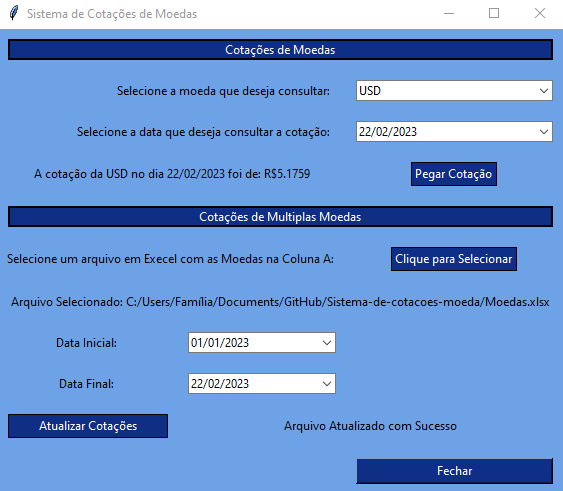 Sistema de Cotações de Moedas
Cotações de Moedas
Selecione a moeda que deseja consultar: USD
Selecione a data que deseja consultar a cotação: 22/02/2023
A cotação da USD no dia 22/02/2023 foi de: R$5.1759 Pegar Cotação
Cotações de Multiplas Moedas
Selecione um arquivo em Execel com as Moedas na Coluna A: Clique para Selecionar
Arquivo Selecionado: C:/Users/Família/Documents/GitHub/Sistema-de-cotacoes-moeda/Moedas.xlsx
Data Inicial: 01/01/2023
Data Final: 22/02/2023
Atualizar Cotações Arquivo Atualizado com Sucesso
Fechar